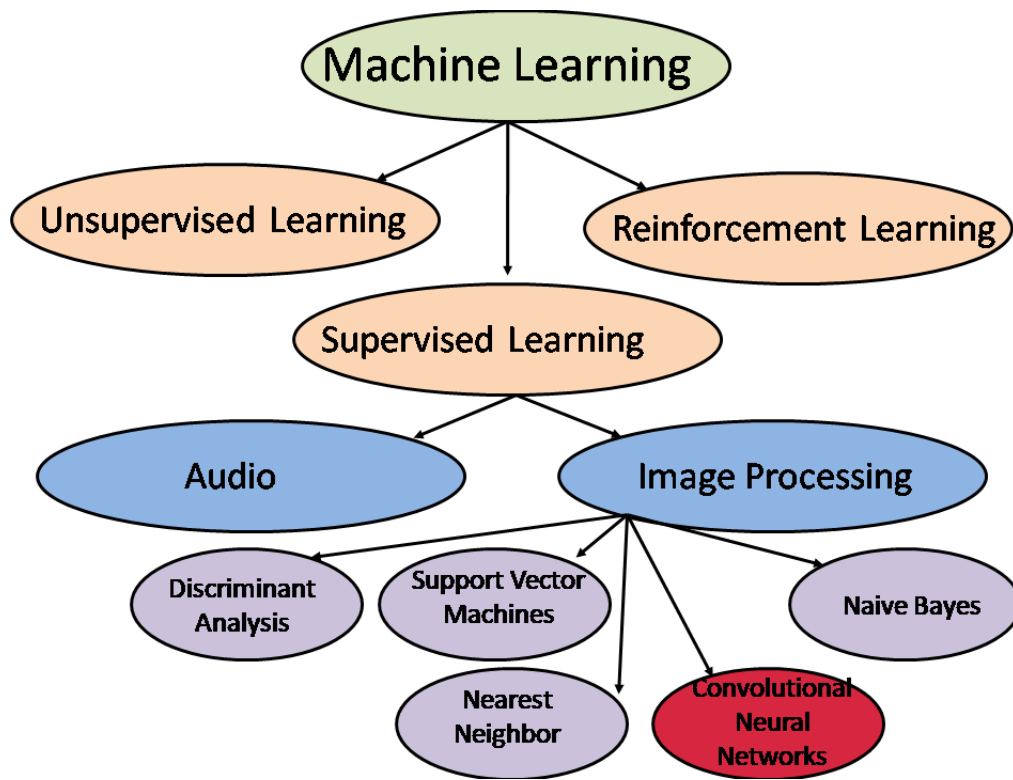 Machine Learning
Unsupervised Learning
Reinforcement Learning
Supervised Learning
Audio
Image Processing
Discriminant
Analysis
Support Vector
Machines
Naive Bayes
Nearest
Neighbor
Convolutional
Neural
Networks